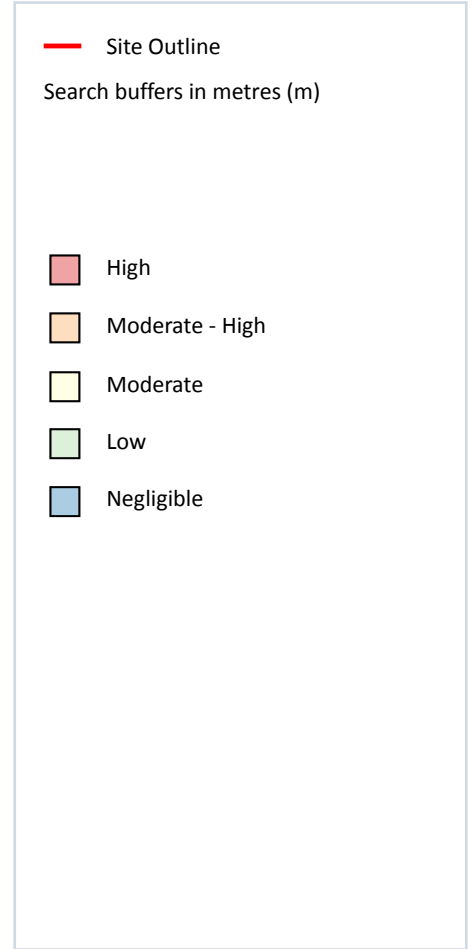 Site Outline
Search buffers in metres (m)
High
Moderate - High
Moderate
Low
Negligible